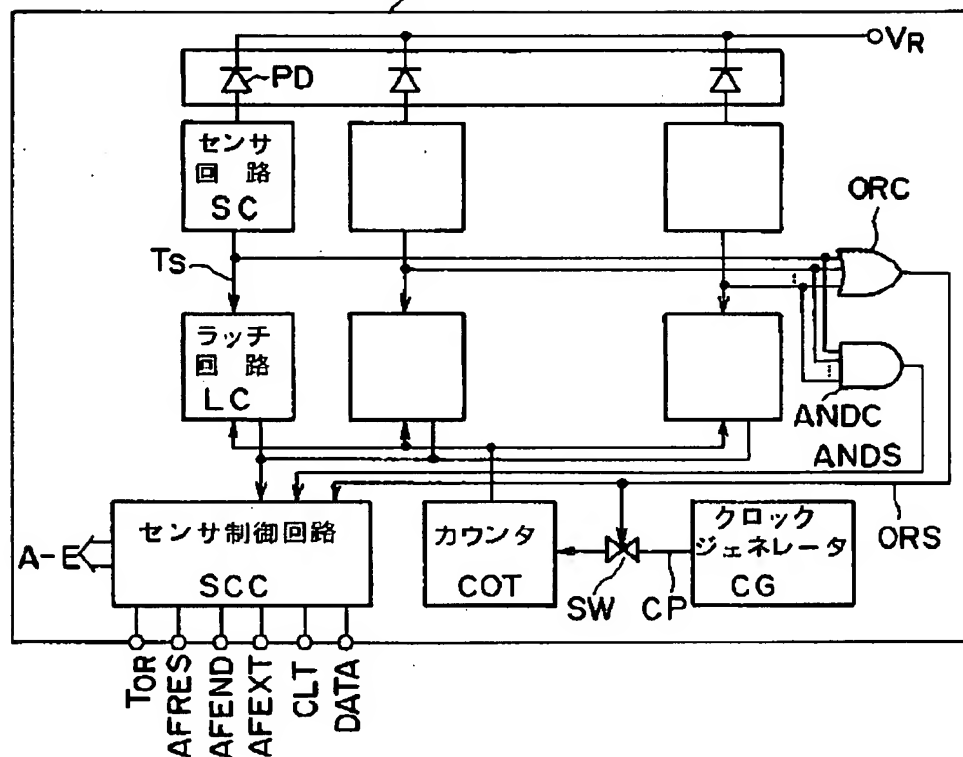 VR
PD
センサ
回路
SC
ORC
Ts
ラッチ
回路
LC
ANDC
ANDS
センサ制御回路
SCC
カウンタ
COT
クロック
ジェネレータ
CG
ORS
A-E
SW
CP
TOR
AFRES
AFEND
AFEXT
CLT
DATA